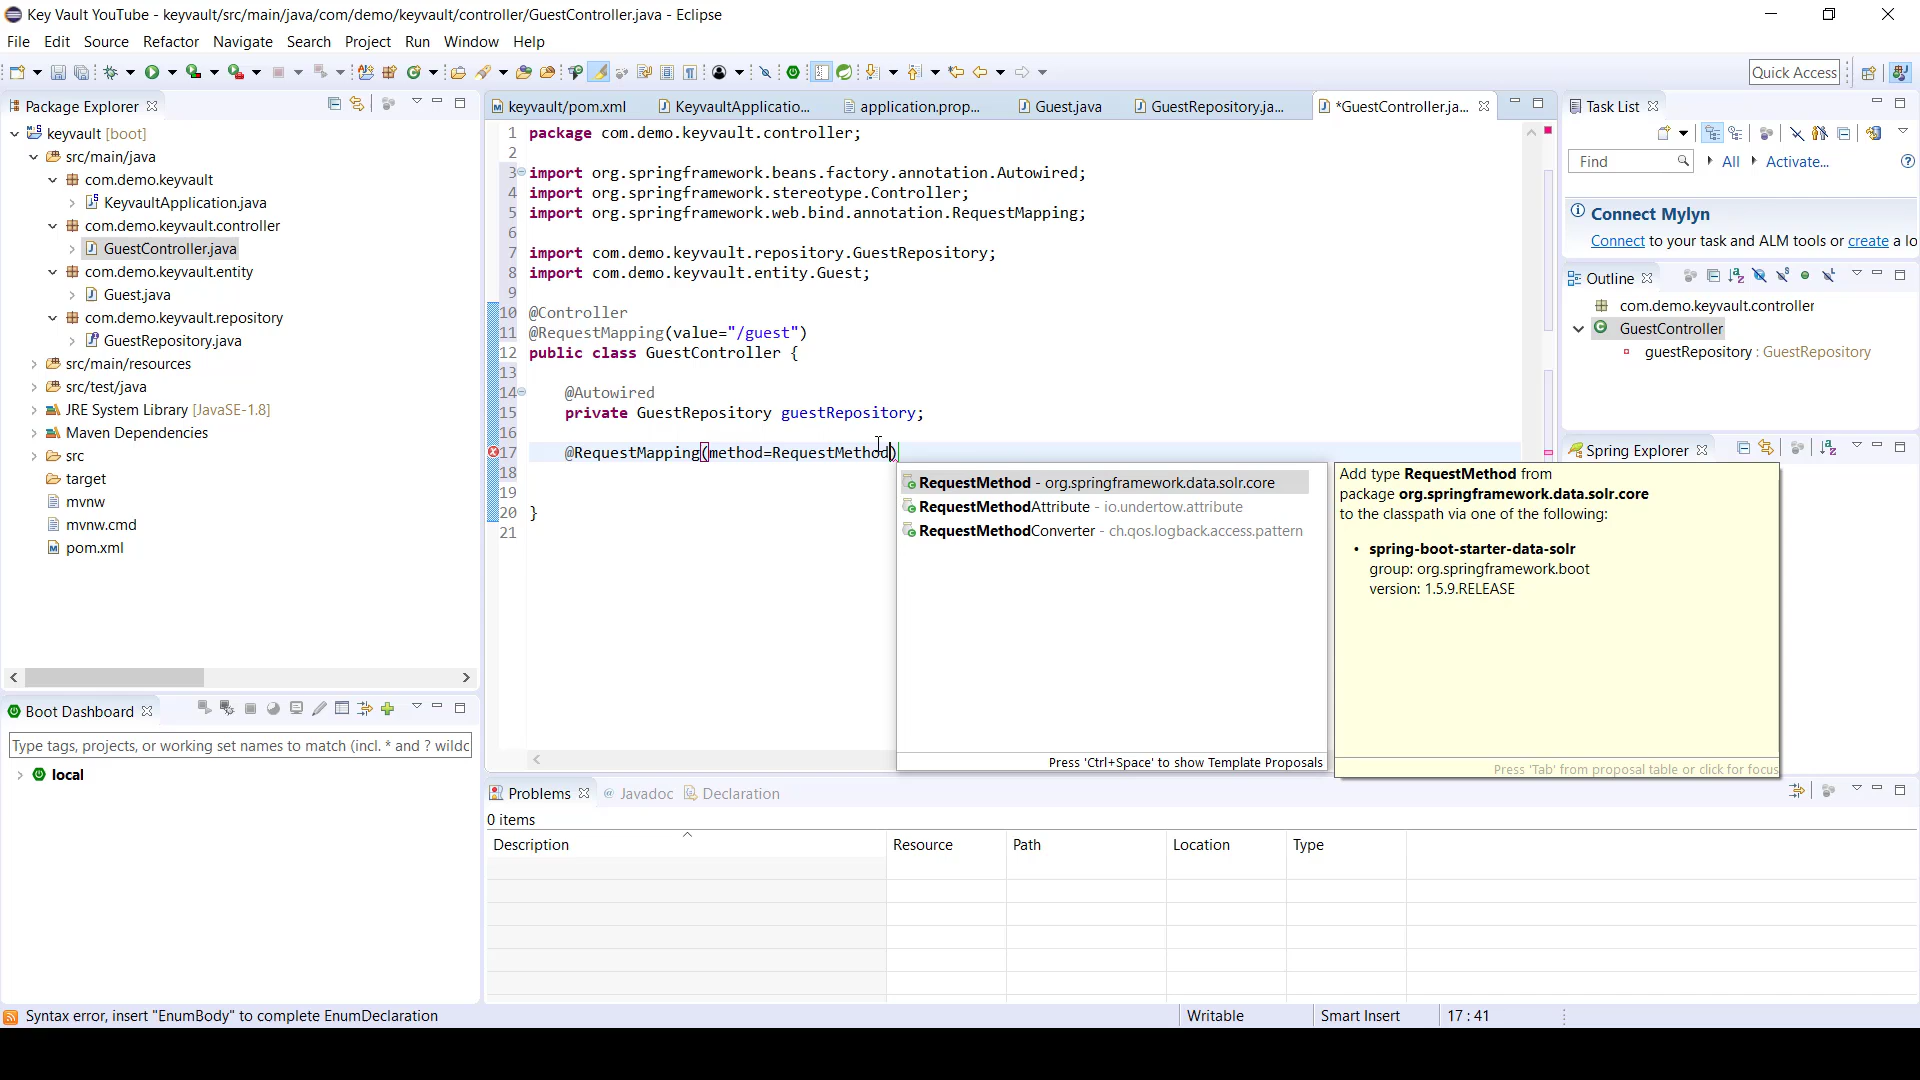 Key Vault YouTube - keyvault/src/main/java/com/demo/keyvault/controller/GuestController.java - Eclipse
File Edit Source Refactor Navigate Search Project Run Window Help
Quick Access
Package Explorer
keyvault [boot]
src/main/java
com.demo.keyvault
KeyvaultApplication.java
com.demo.keyvault.controller
GuestController.java
com.demo.keyvault.entity
Guest.java
com.demo.keyvault.repository
GuestRepository.java
src/main/resources
src/test/java
JRE System Library [JavaSE-1.8]
Maven Dependencies
src
target
mvnw
mvnw.cmd
pom.xml
Boot Dashboard
Type tags, projects, or working set names to match (incl. * and ? wildc
local
keyvault/pom.xml KeyvaultApplicatio... application.prop... Guest.java GuestRepository.ja... *GuestController.ja...
1 package com.demo.keyvault.controller;
2
3 import org.springframework.beans.factory.annotation.Autowired;
4 import org.springframework.stereotype.Controller;
5 import org.springframework.web.bind.annotation.RequestMapping;
6
7 import com.demo.keyvault.repository.GuestRepository;
8 import com.demo.keyvault.entity.Guest;
9
10 @Controller
11 @RequestMapping(value="/guest")
12 public class GuestController {
13
14 @Autowired
15 private GuestRepository guestRepository;
16
17 @RequestMapping(method=RequestMethod)
18
19
20 }
21
RequestMethod - org.springframework.data.solr.core
RequestMethodAttribute - io.undertow.attribute
RequestMethodConverter - ch.qos.logback.access.pattern
Press 'Ctrl+Space' to show Template Proposals
Add type RequestMethod from
package org.springframework.data.solr.core
to the classpath via one of the following:
• spring-boot-starter-data-solr
group: org.springframework.boot
version: 1.5.9.RELEASE
Press 'Tab' from proposal table or click for focus
Task List
Find All Activate...
Connect Mylyn
Connect to your task and ALM tools or create a lo
Outline
com.demo.keyvault.controller
GuestController
guestRepository : GuestRepository
Spring Explorer
Problems Javadoc Declaration
0 items
Description Resource Path Location Type
Syntax error, insert "EnumBody" to complete EnumDeclaration Writable Smart Insert 17 : 41